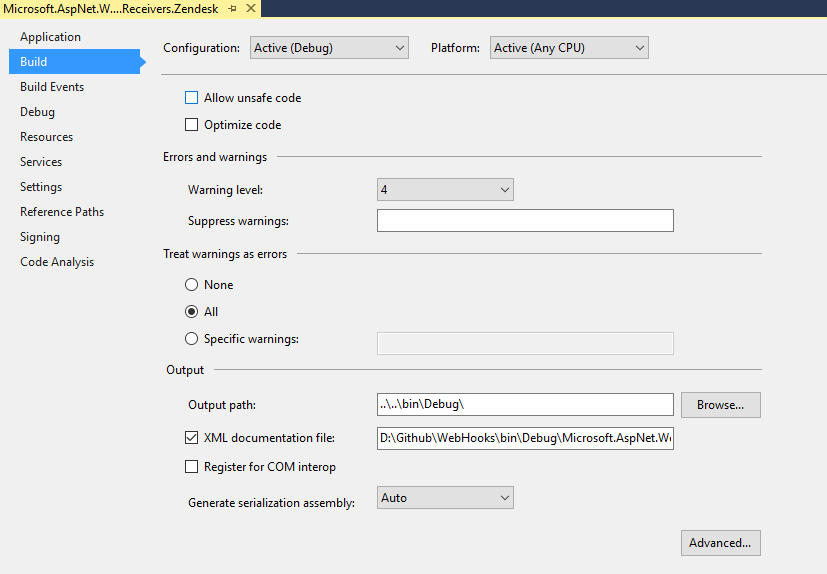 Microsoft.AspNet.W....Receivers.Zendesk
Application
Build
Build Events
Debug
Resources
Services
Settings
Reference Paths
Signing
Code Analysis
Configuration: Active (Debug) Platform: Active (Any CPU)
Allow unsafe code
Optimize code
Errors and warnings
Warning level: 4
Suppress warnings:
Treat warnings as errors
None
All
Specific warnings:
Output
Output path: ..\..\bin\Debug\ Browse...
XML documentation file: D:\Github\WebHooks\bin\Debug\Microsoft.AspNet.We
Register for COM interop
Generate serialization assembly: Auto
Advanced...